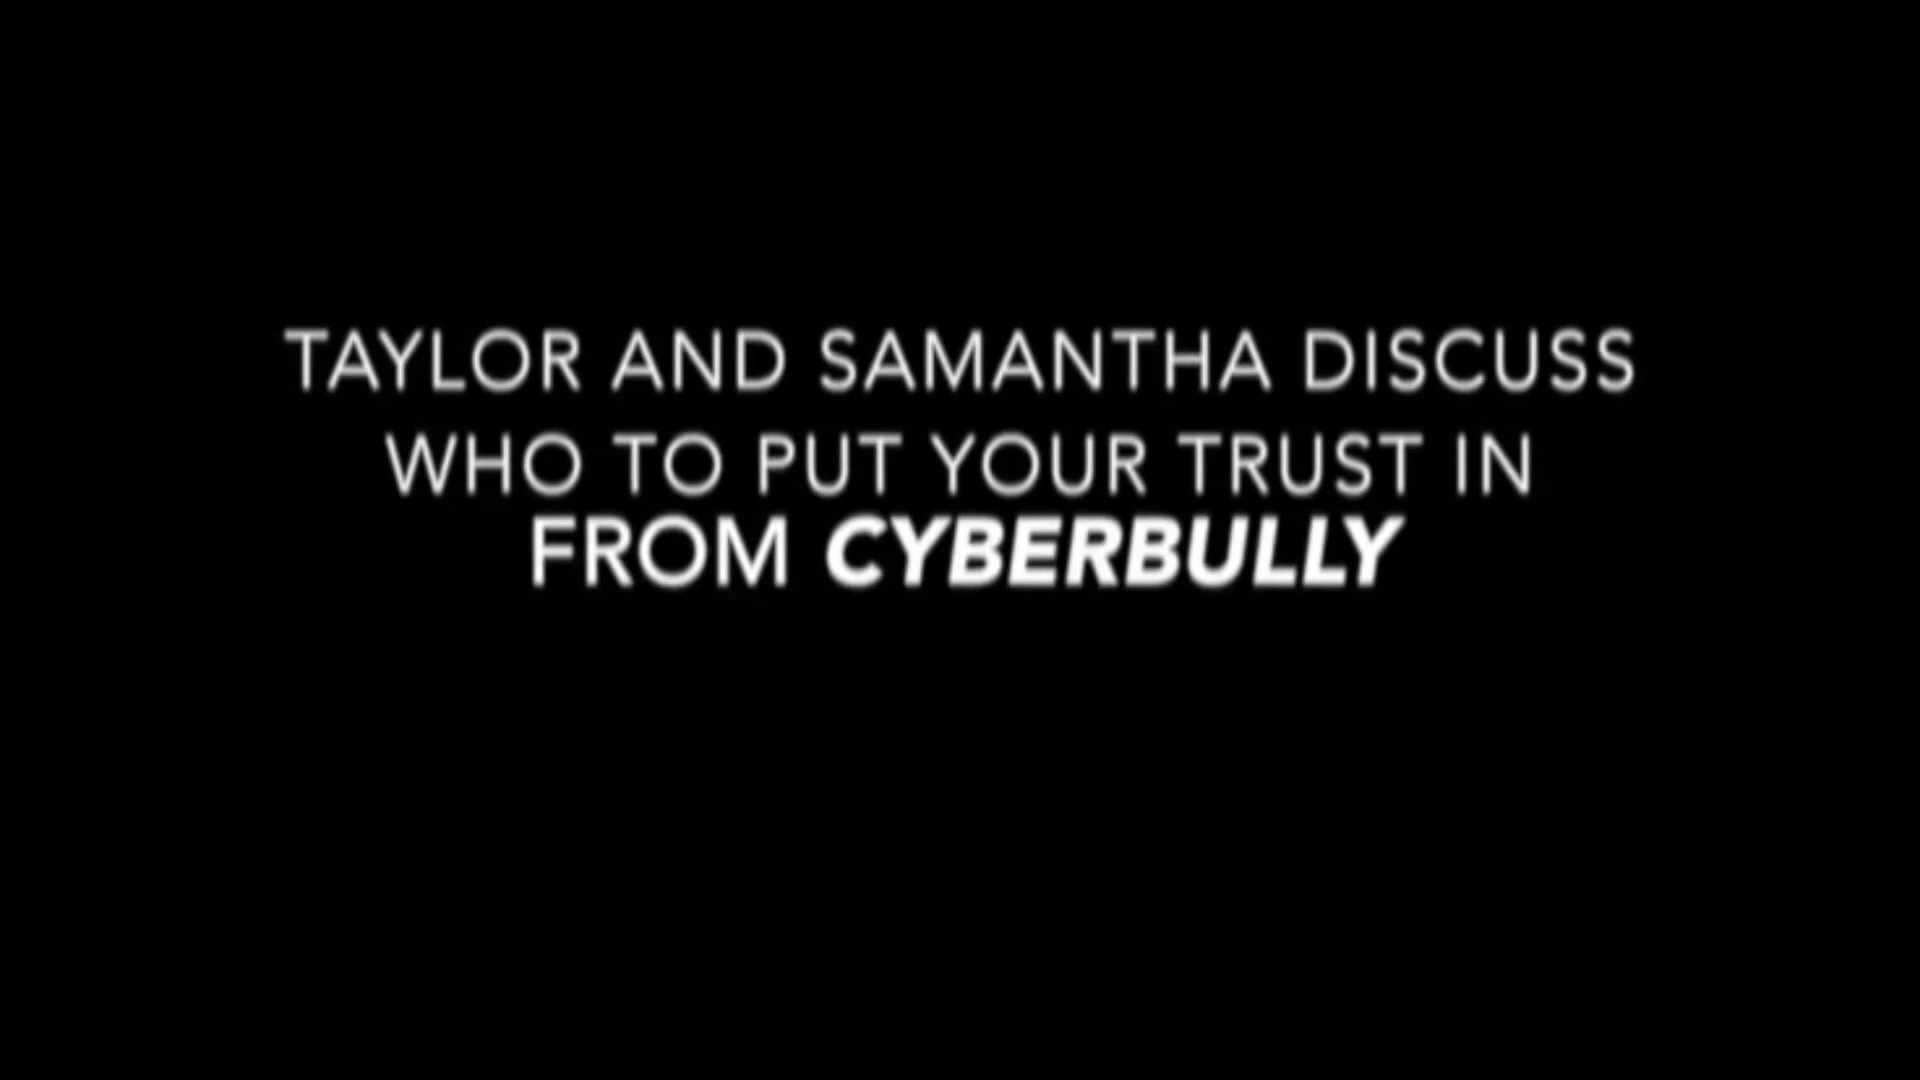 TAYLOR AND SAMANTHA DISCUSS
WHO TO PUT YOUR TRUST IN
FROM CYBERBULLY